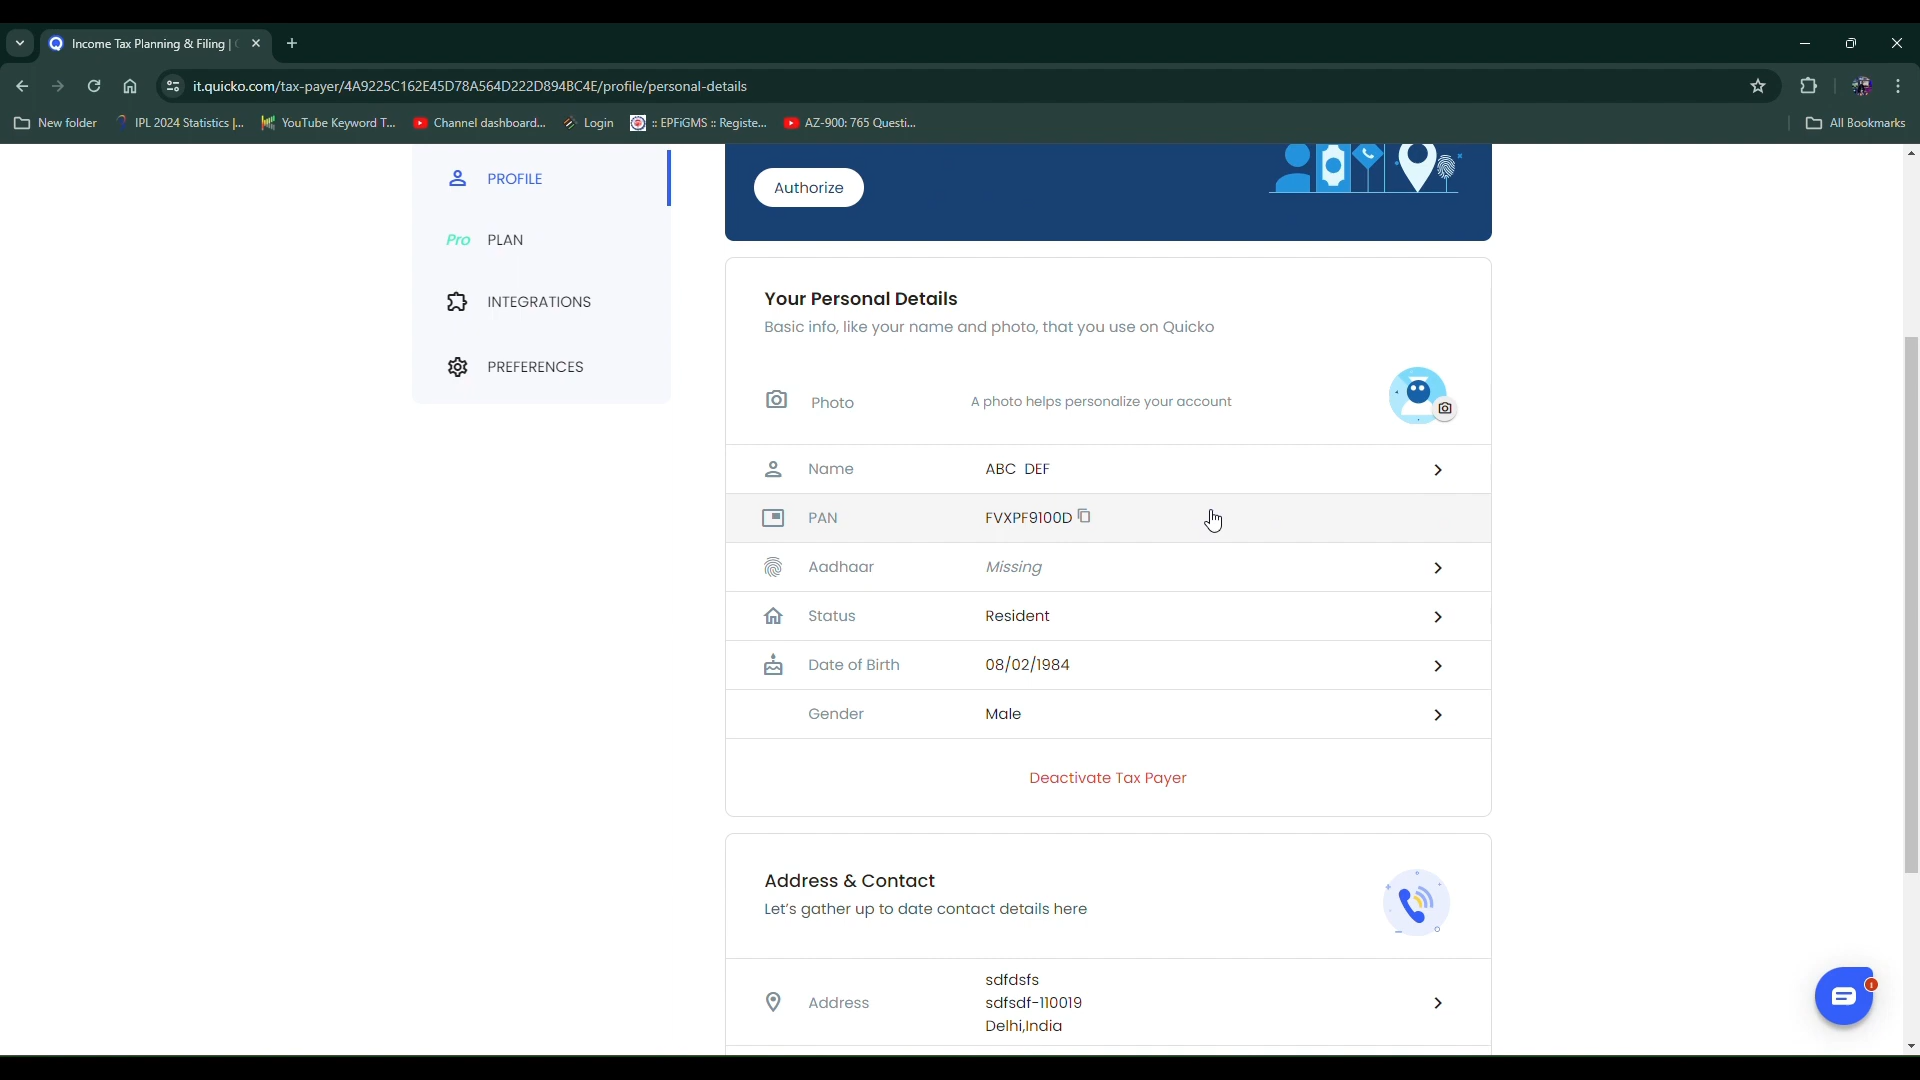 Income Tax Planning & Filing |
it.quicko.com/tax-payer/4A9225C162E45D78A564D222D894BC4E/profile/personal-details
New folder
IPL 2024 Statistics |...
YouTube Keyword T...
Channel dashboard...
Login
:: EPFiGMS :: Registe...
AZ-900: 765 Questi...
All Bookmarks
PROFILE
Pro PLAN
INTEGRATIONS
PREFERENCES
Authorize
Your Personal Details
Basic info, like your name and photo, that you use on Quicko
Photo A photo helps personalize your account
Name ABC DEF
PAN FVXPF9100D
Aadhaar Missing
Status Resident
Date of Birth 08/02/1984
Gender Male
Deactivate Tax Payer
Address & Contact
Let's gather up to date contact details here
sdfdsfs
Address sdfsdf-110019
Delhi,India
1